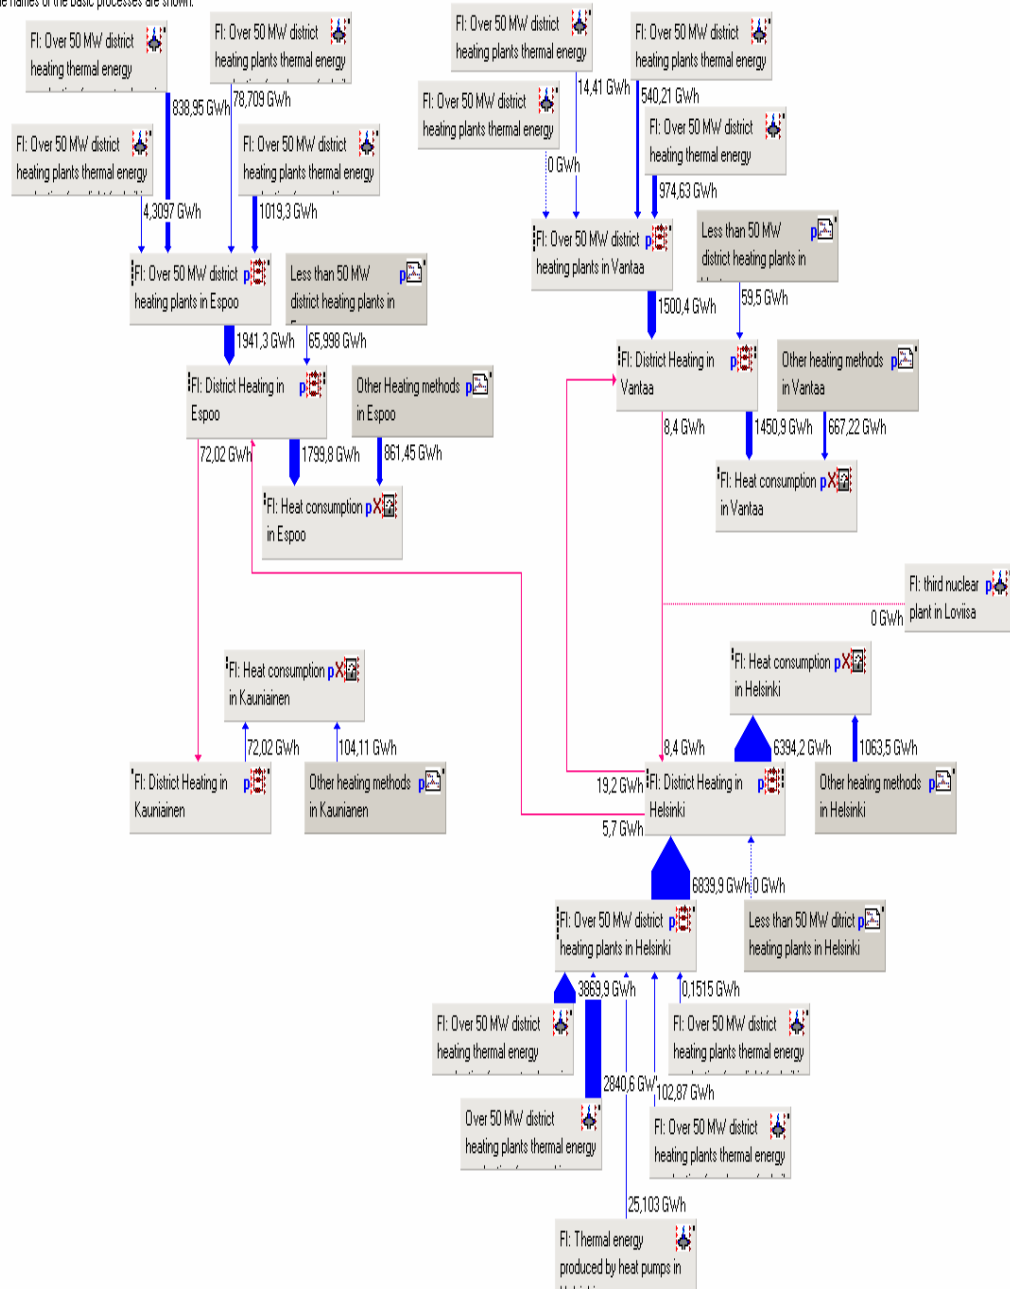 names of the basic processes are shown.
FI: Over 50 MW district
heating thermal energy
FI: Over 50 MW district
heating plants thermal energy
838,95 GWh
78,709 GWh
FI: Over 50 MW district
heating plants thermal energy
FI: Over 50 MW district
heating plants thermal energy
4,3097 GWh
1019,3 GWh
FI: Over 50 MW district
heating plants in Espoo
Less than 50 MW
district heating plants in
1941,3 GWh
65,998 GWh
FI: District Heating in
Espoo
Other Heating methods
in Espoo
72,02 GWh
1799,8 GWh
861,45 GWh
FI: Heat consumption
in Espoo
FI: Over 50 MW district
heating plants thermal energy
FI: Over 50 MW district
heating plants thermal energy
14,41 GWh
540,21 GWh
FI: Over 50 MW district
heating plants thermal energy
FI: Over 50 MW district
heating thermal energy
0 GWh
974,63 GWh
FI: Over 50 MW district
heating plants in Vantaa
Less than 50 MW
district heating plants in
1500,4 GWh
59,5 GWh
FI: District Heating in
Vantaa
Other heating methods
in Vantaa
8,4 GWh
1450,9 GWh
667,22 GWh
FI: Heat consumption
in Vantaa
FI: third nuclear
plant in Loviisa
0 GWh
FI: Heat consumption
in Kauniainen
72,02 GWh
104,11 GWh
FI: District Heating in
Kauniainen
Other heating methods
in Kaunianen
FI: Heat consumption
in Helsinki
8,4 GWh
6394,2 GWh
1063,5 GWh
19,2 GWh
5,7 GWh
FI: District Heating in
Helsinki
Other heating methods
in Helsinki
6839,9 GWh
0 GWh
FI: Over 50 MW district
heating plants in Helsinki
Less than 50 MW ditrict
heating plants in Helsinki
3869,9 GWh
0,1515 GWh
FI: Over 50 MW district
heating thermal energy
FI: Over 50 MW district
heating plants thermal energy
2840,6 GW
102,87 GWh
Over 50 MW district
heating plants thermal energy
FI: Over 50 MW district
heating plants thermal energy
25,103 GWh
FI: Thermal energy
produced by heat pumps in